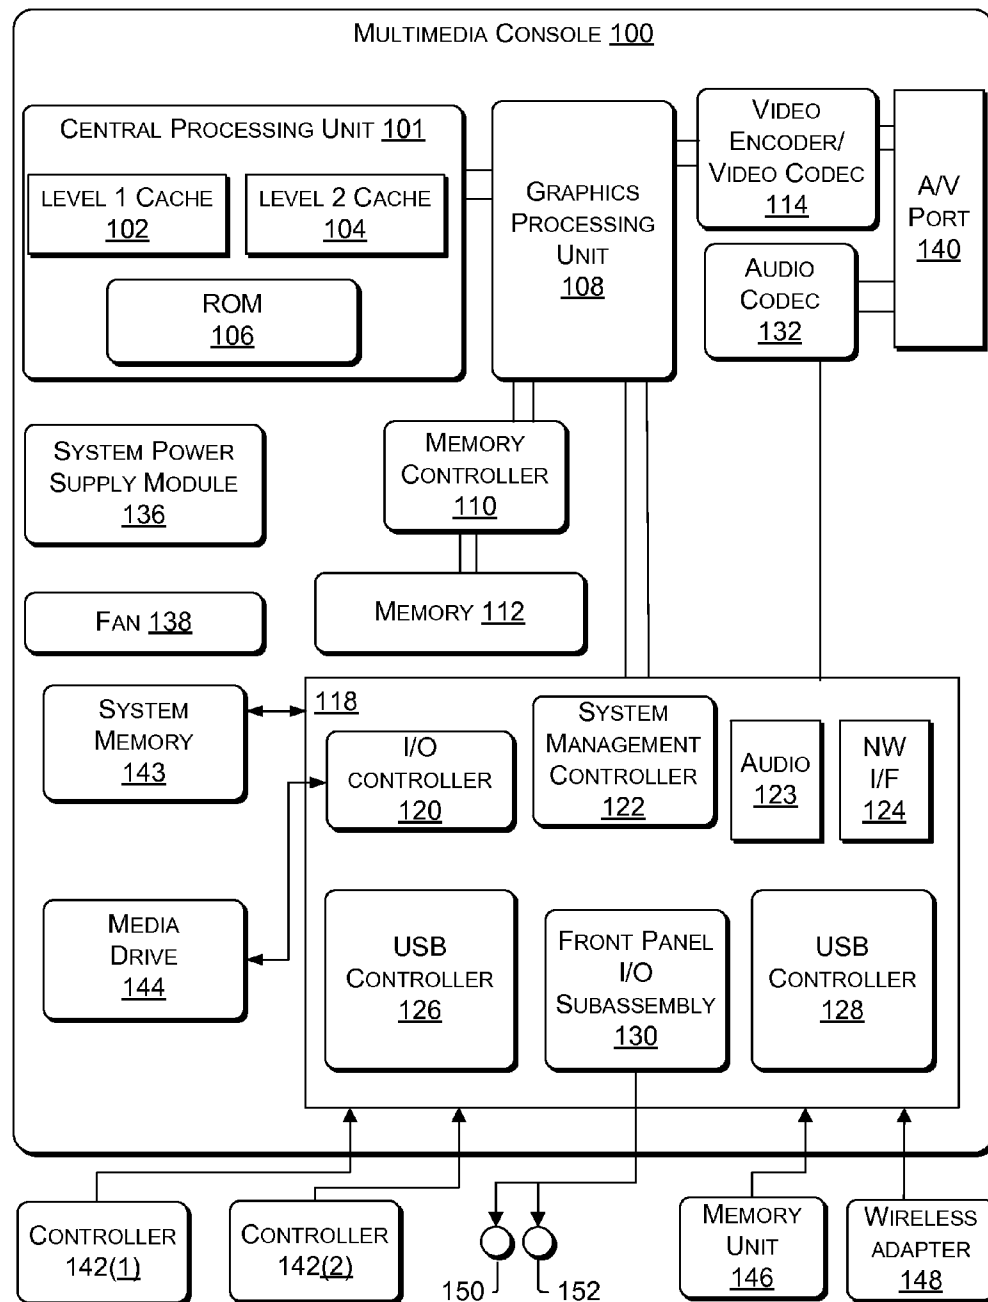 MULTIMEDIA CONSOLE 100
CENTRAL PROCESSING UNIT 101
LEVEL 1 CACHE
102
LEVEL 2 CACHE
104
ROM
106
GRAPHICS
PROCESSING
UNIT
108
VIDEO
ENCODER/
VIDEO CODEC
114
A/V
PORT
140
AUDIO
CODEC
132
SYSTEM POWER
SUPPLY MODULE
136
MEMORY
CONTROLLER
110
FAN 138
MEMORY 112
SYSTEM
MEMORY
143
118
I/O
CONTROLLER
120
SYSTEM
MANAGEMENT
CONTROLLER
122
AUDIO
123
NW
I/F
124
MEDIA
DRIVE
144
USB
CONTROLLER
126
FRONT PANEL
I/O
SUBASSEMBLY
130
USB
CONTROLLER
128
CONTROLLER
142(1)
CONTROLLER
142(2)
150
152
MEMORY
UNIT
146
WIRELESS
ADAPTER
148